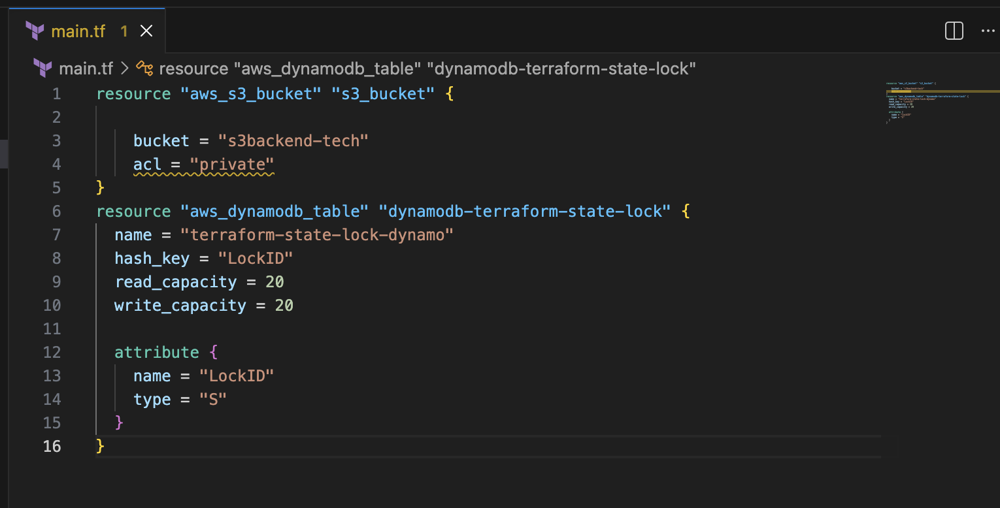 main.tf 1
main.tf > resource "aws_dynamodb_table" "dynamodb-terraform-state-lock"
1 resource "aws_s3_bucket" "s3_bucket" {
2
3 bucket = "s3backend-tech"
4 acl = "private"
5 }
6 resource "aws_dynamodb_table" "dynamodb-terraform-state-lock" {
7 name = "terraform-state-lock-dynamo"
8 hash_key = "LockID"
9 read_capacity = 20
10 write_capacity = 20
11
12 attribute {
13 name = "LockID"
14 type = "S"
15 }
16 }